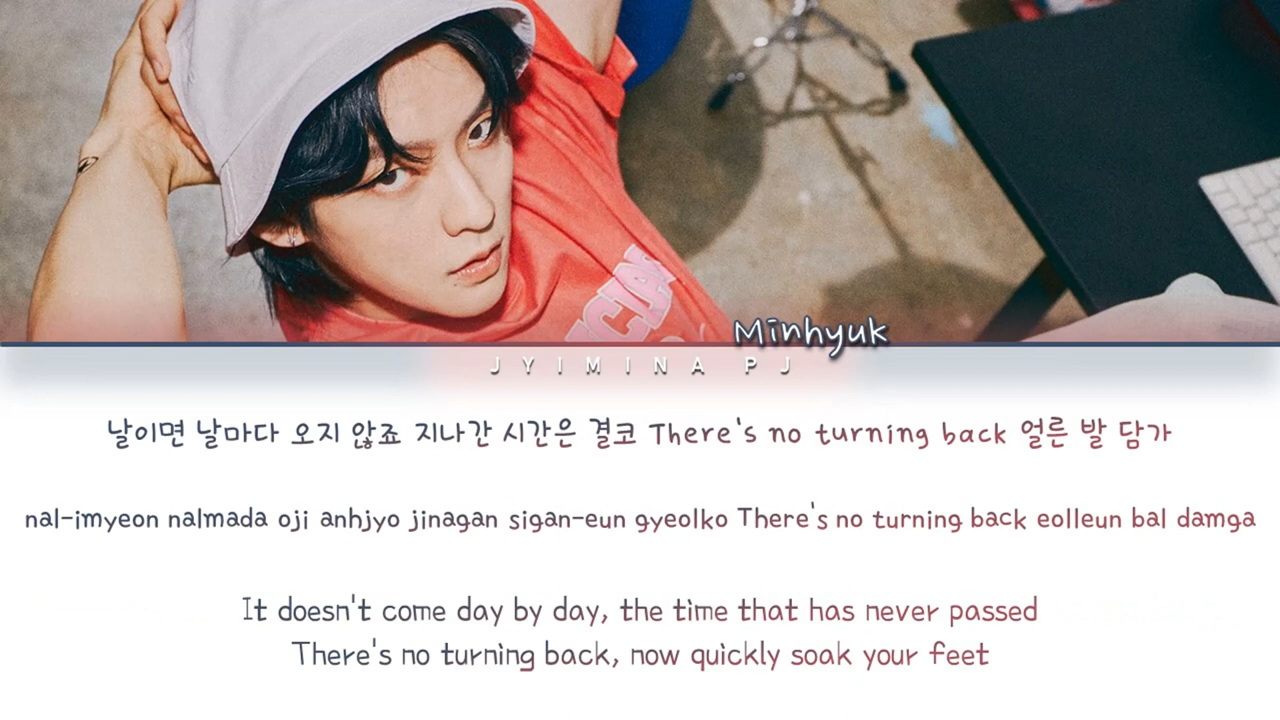 Minhyuk
JYIMINA PJ
날이면 날마다 오지 않죠 지나간 시간은 결코 There's no turning back 얼른 발 담가
nal-imyeon nalmada oji anhjyo jinagan sigan-eun gyeolko There's no turning back eolleun bal damga
It doesn't come day by day, the time that has never passed
There's no turning back, now quickly soak your feet